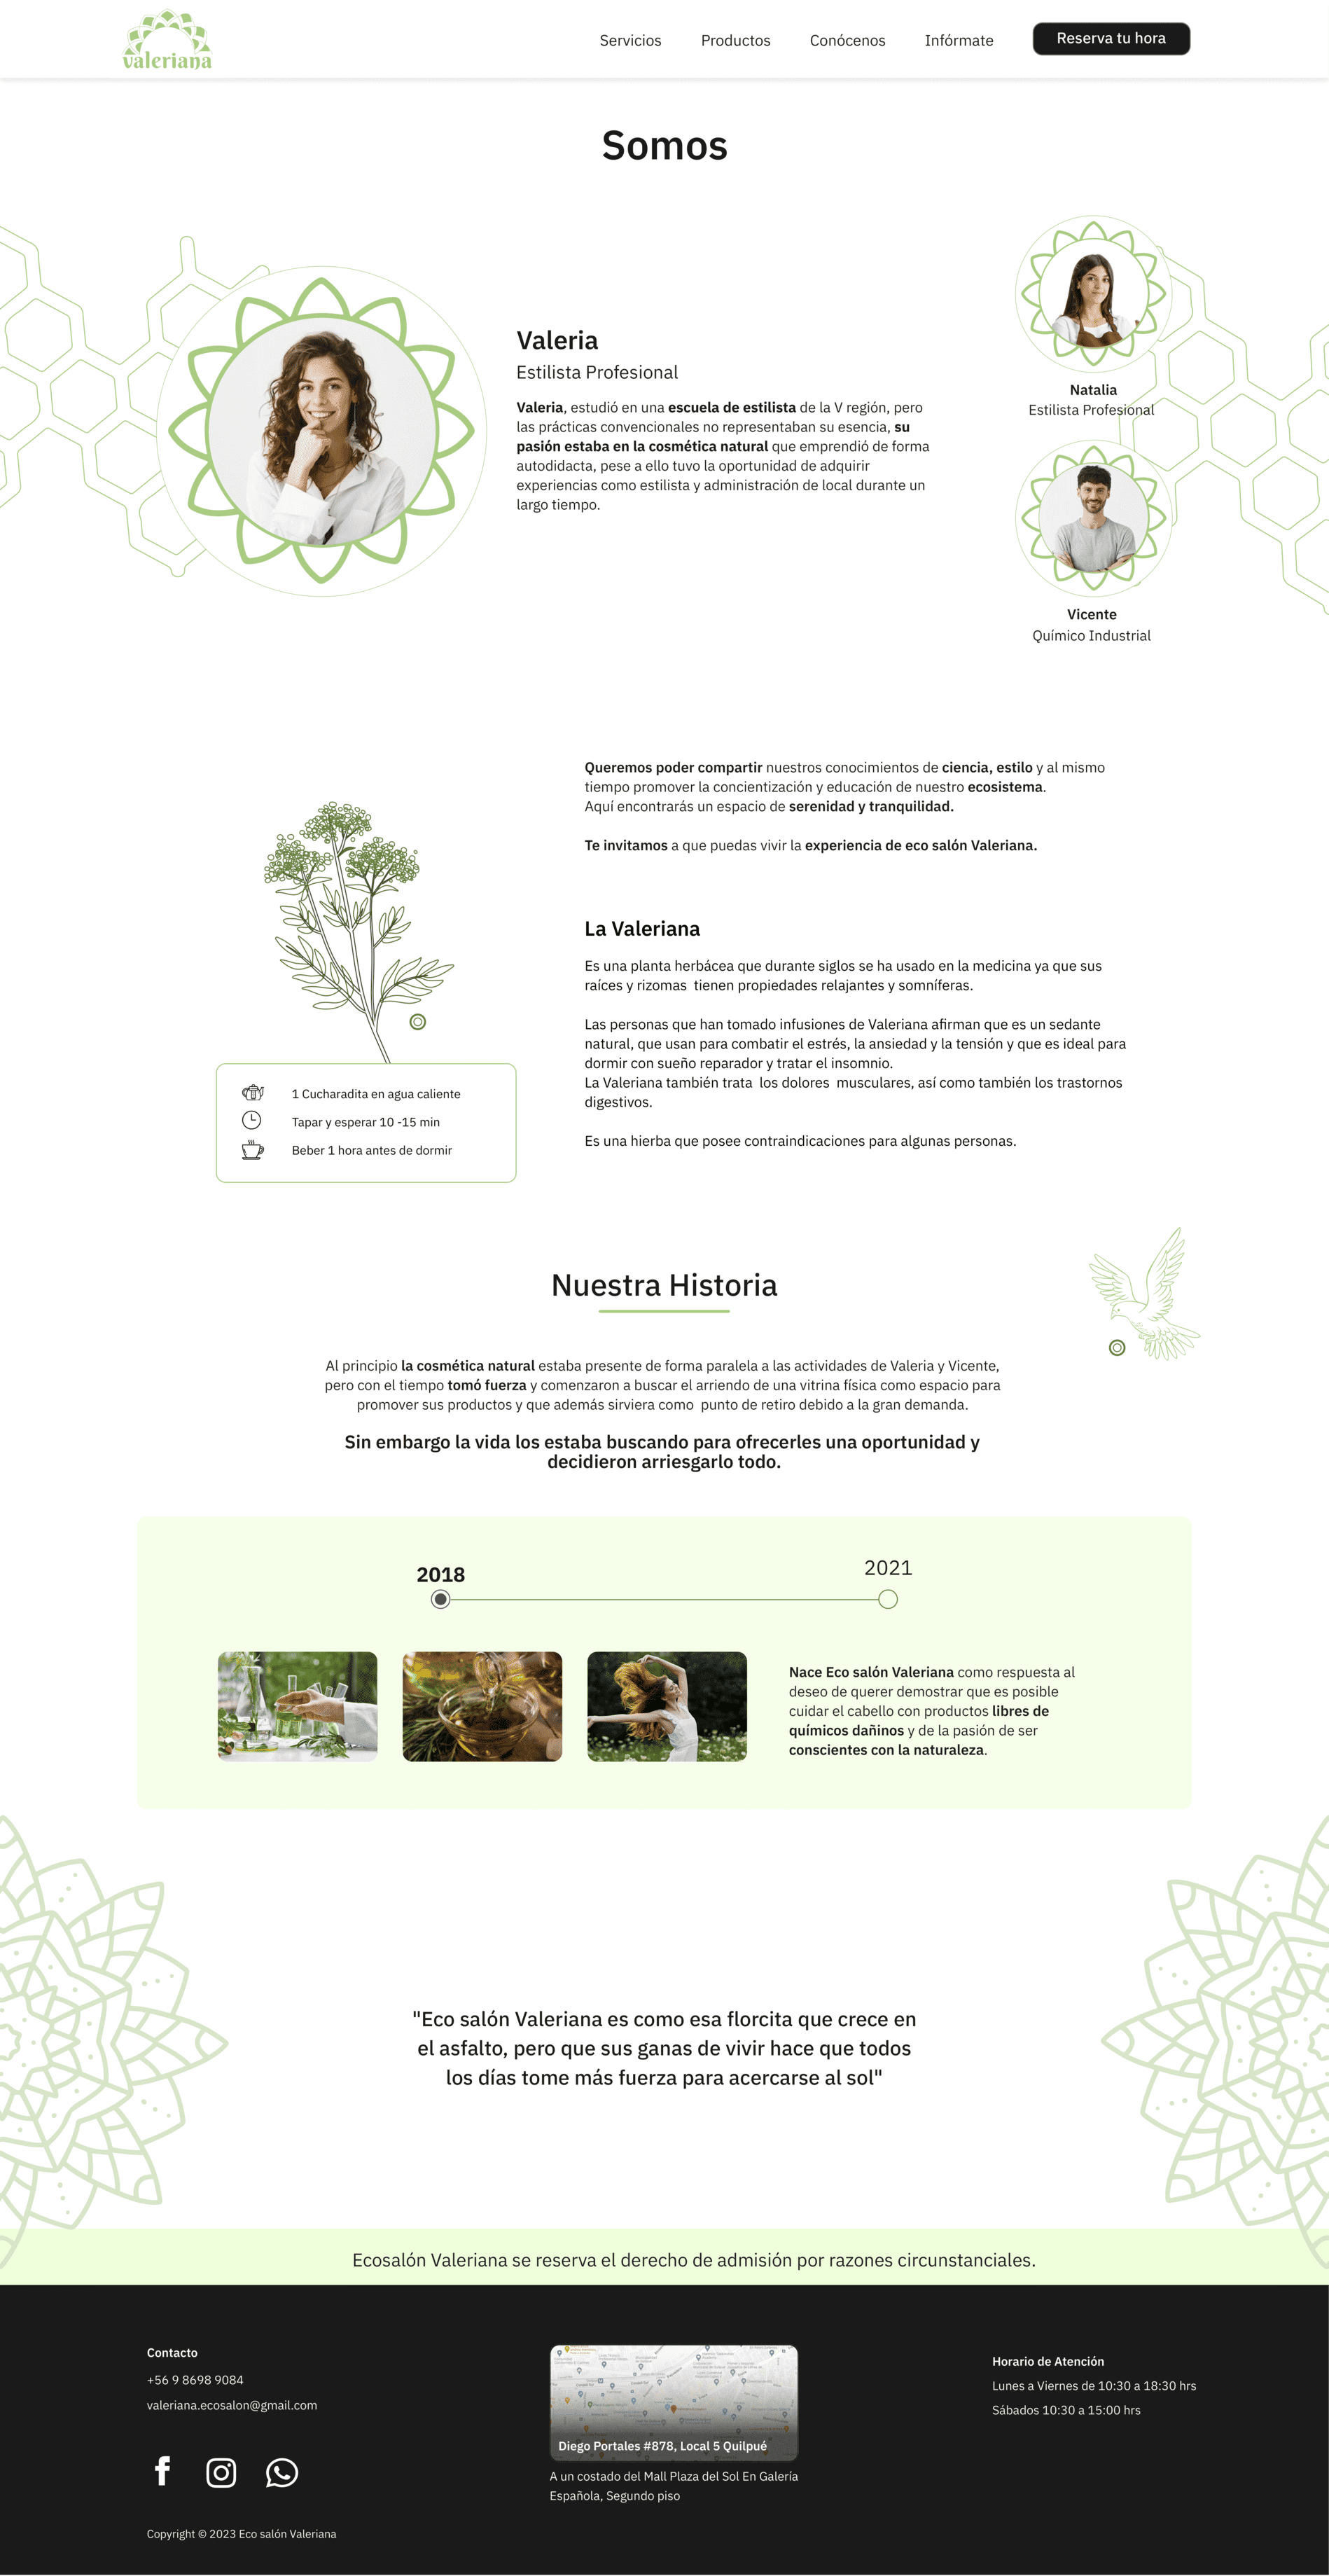 valeriana
Servicios
Productos
Conócenos
Infórmate
Reserva tu hora
Somos
Valeria
Estilista Profesional
Valeria, estudió en una escuela de estilista de la V región, pero
las prácticas convencionales no representaban su esencia, su
pasión estaba en la cosmética natural que emprendió de forma
autodidacta, pese a ello tuvo la oportunidad de adquirir
experiencias como estilista y administración de local durante un
largo tiempo.
Natalia
Estilista Profesional
Vicente
Químico Industrial
Queremos poder compartir nuestros conocimientos de ciencia, estilo y al mismo
tiempo promover la concientización y educación de nuestro ecosistema.
Aquí encontrarás un espacio de serenidad y tranquilidad.
Te invitamos a que puedas vivir la experiencia de eco salón Valeriana.
La Valeriana
Es una planta herbácea que durante siglos se ha usado en la medicina ya que sus
raíces y rizomas tienen propiedades relajantes y somníferas.
Las personas que han tomado infusiones de Valeriana afirman que es un sedante
natural, que usan para combatir el estrés, la ansiedad y la tensión y que es ideal para
dormir con sueño reparador y tratar el insomnio.
La Valeriana también trata los dolores musculares, así como también los trastornos
digestivos.
Es una hierba que posee contraindicaciones para algunas personas.
1 Cucharadita en agua caliente
Tapar y esperar 10 -15 min
Beber 1 hora antes de dormir
Nuestra Historia
Al principio la cosmética natural estaba presente de forma paralela a las actividades de Valeria y Vicente,
pero con el tiempo tomó fuerza y comenzaron a buscar el arriendo de una vitrina física como espacio para
promover sus productos y que además sirviera como punto de retiro debido a la gran demanda.
Sin embargo la vida los estaba buscando para ofrecerles una oportunidad y
decidieron arriesgarlo todo.
2018
2021
Nace Eco salón Valeriana como respuesta al
deseo de querer demostrar que es posible
cuidar el cabello con productos libres de
químicos dañinos y de la pasión de ser
conscientes con la naturaleza.
"Eco salón Valeriana es como esa florcita que crece en
el asfalto, pero que sus ganas de vivir hace que todos
los días tome más fuerza para acercarse al sol"
Ecosalón Valeriana se reserva el derecho de admisión por razones circunstanciales.
Contacto
+56 9 8698 9084
valeriana.ecosalon@gmail.com
Copyright © 2023 Eco salón Valeriana
Diego Portales #878, Local 5 Quilpué
A un costado del Mall Plaza del Sol En Galería
Española, Segundo piso
Horario de Atención
Lunes a Viernes de 10:30 a 18:30 hrs
Sábados 10:30 a 15:00 hrs